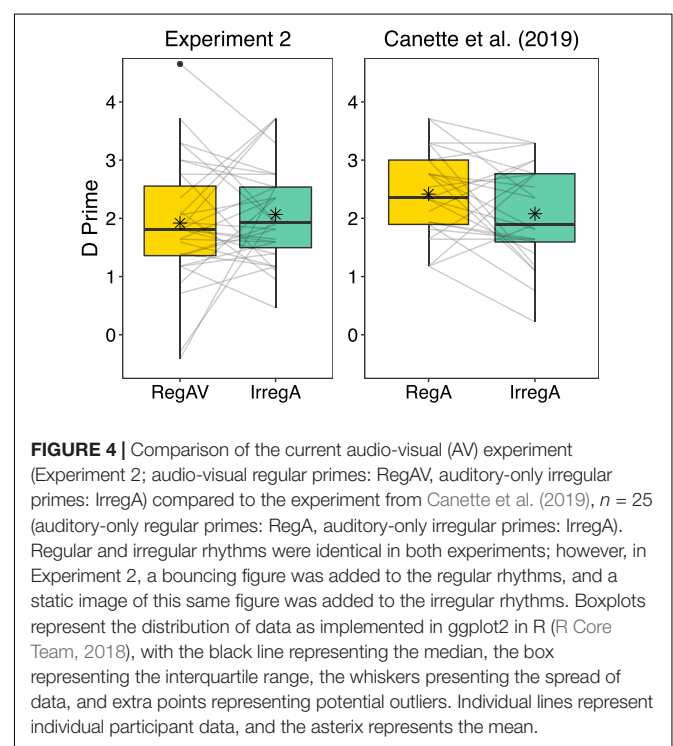 Experiment 2
Canette et al. (2019)
D Prime
4
3
2
1
0
4
3
2
1
0
RegAV
IrregA
RegA
IrregA
FIGURE 4 | Comparison of the current audio-visual (AV) experiment
(Experiment 2; audio-visual regular primes: RegAV, auditory-only irregular
primes: IrregA) compared to the experiment from Canette et al. (2019), n = 25
(auditory-only regular primes: RegA, auditory-only irregular primes: IrregA).
Regular and irregular rhythms were identical in both experiments; however, in
Experiment 2, a bouncing figure was added to the regular rhythms, and a
static image of this same figure was added to the irregular rhythms. Boxplots
represent the distribution of data as implemented in ggplot2 in R (R Core
Team, 2018), with the black line representing the median, the box
representing the interquartile range, the whiskers presenting the spread of
data, and extra points representing potential outliers. Individual lines represent
individual participant data, and the asterix represents the mean.